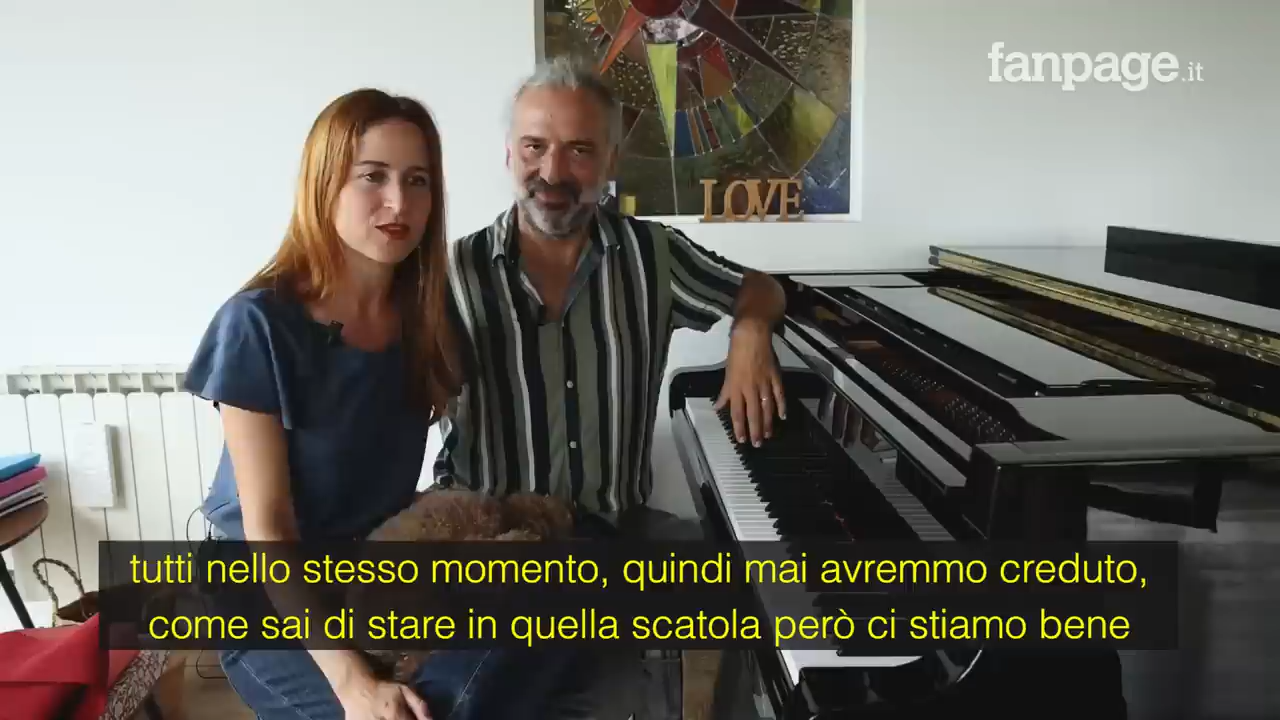 fanpage.it
LOVE
tutti nello stesso momento, quindi mai avremmo creduto,
come sai di stare in quella scatola però ci stiamo bene